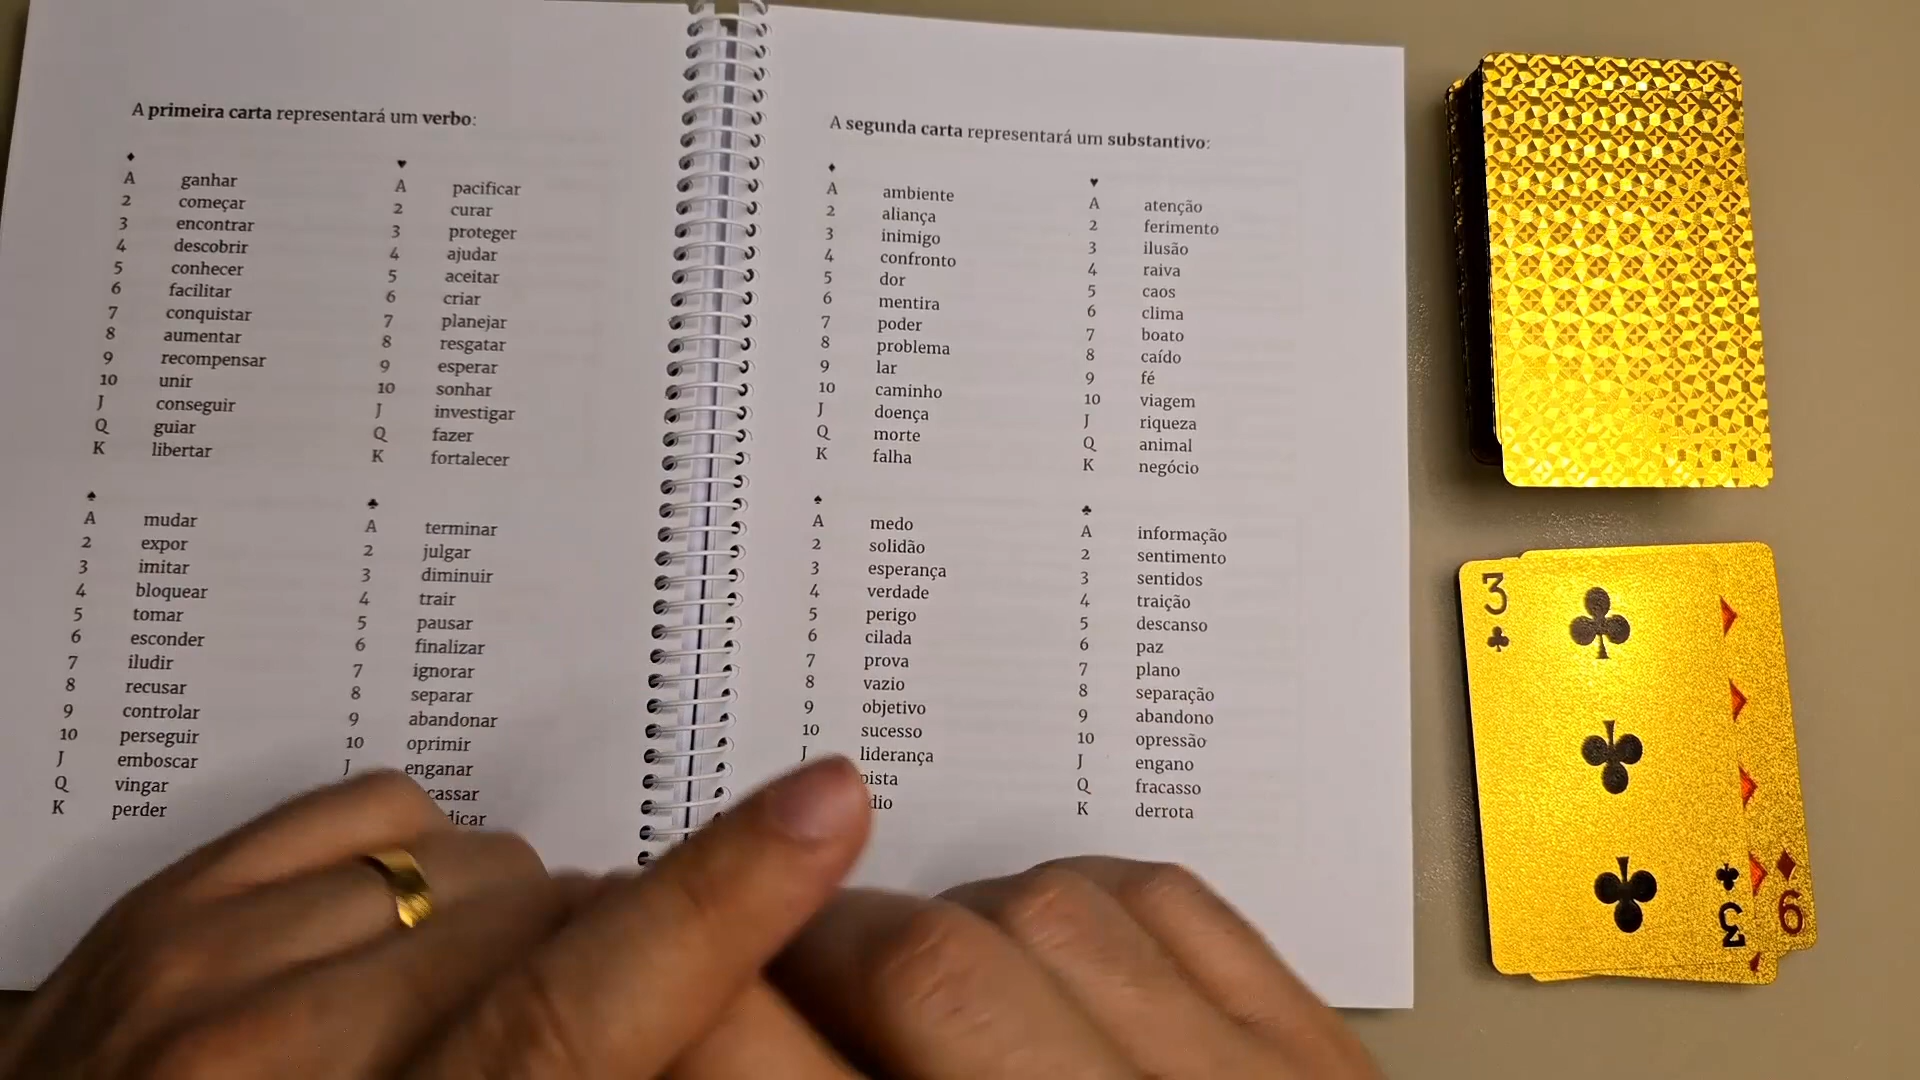 A primeira carta representará um verbo:
♦
A ganhar
2 começar
3 encontrar
4 descobrir
5 conhecer
6 facilitar
7 conquistar
8 aumentar
9 recompensar
10 unir
J conseguir
Q guiar
K libertar
♥
A pacificar
2 curar
3 proteger
4 ajudar
5 aceitar
6 criar
7 planejar
8 resgatar
9 esperar
10 sonhar
J investigar
Q fazer
K fortalecer
♠
A mudar
2 expor
3 imitar
4 bloquear
5 tomar
6 esconder
7 iludir
8 recusar
9 controlar
10 perseguir
J emboscar
Q vingar
K perder
♣
A terminar
2 julgar
3 diminuir
4 trair
5 pausar
6 finalizar
7 ignorar
8 separar
9 abandonar
10 oprimir
J enganar
A segunda carta representará um substantivo:
♦
A ambiente
2 aliança
3 inimigo
4 confronto
5 dor
6 mentira
7 poder
8 problema
9 lar
10 caminho
J doença
Q morte
K falha
♥
A atenção
2 ferimento
3 ilusão
4 raiva
5 caos
6 clima
7 boato
8 caído
9 fé
10 viagem
J riqueza
Q animal
K negócio
♠
A medo
2 solidão
3 esperança
4 verdade
5 perigo
6 cilada
7 prova
8 vazio
9 objetivo
10 sucesso
J liderança
pista
♣
A informação
2 sentimento
3 sentidos
4 traição
5 descanso
6 paz
7 plano
8 separação
9 abandono
10 opressão
J engano
Q fracasso
K derrota
3
3
9